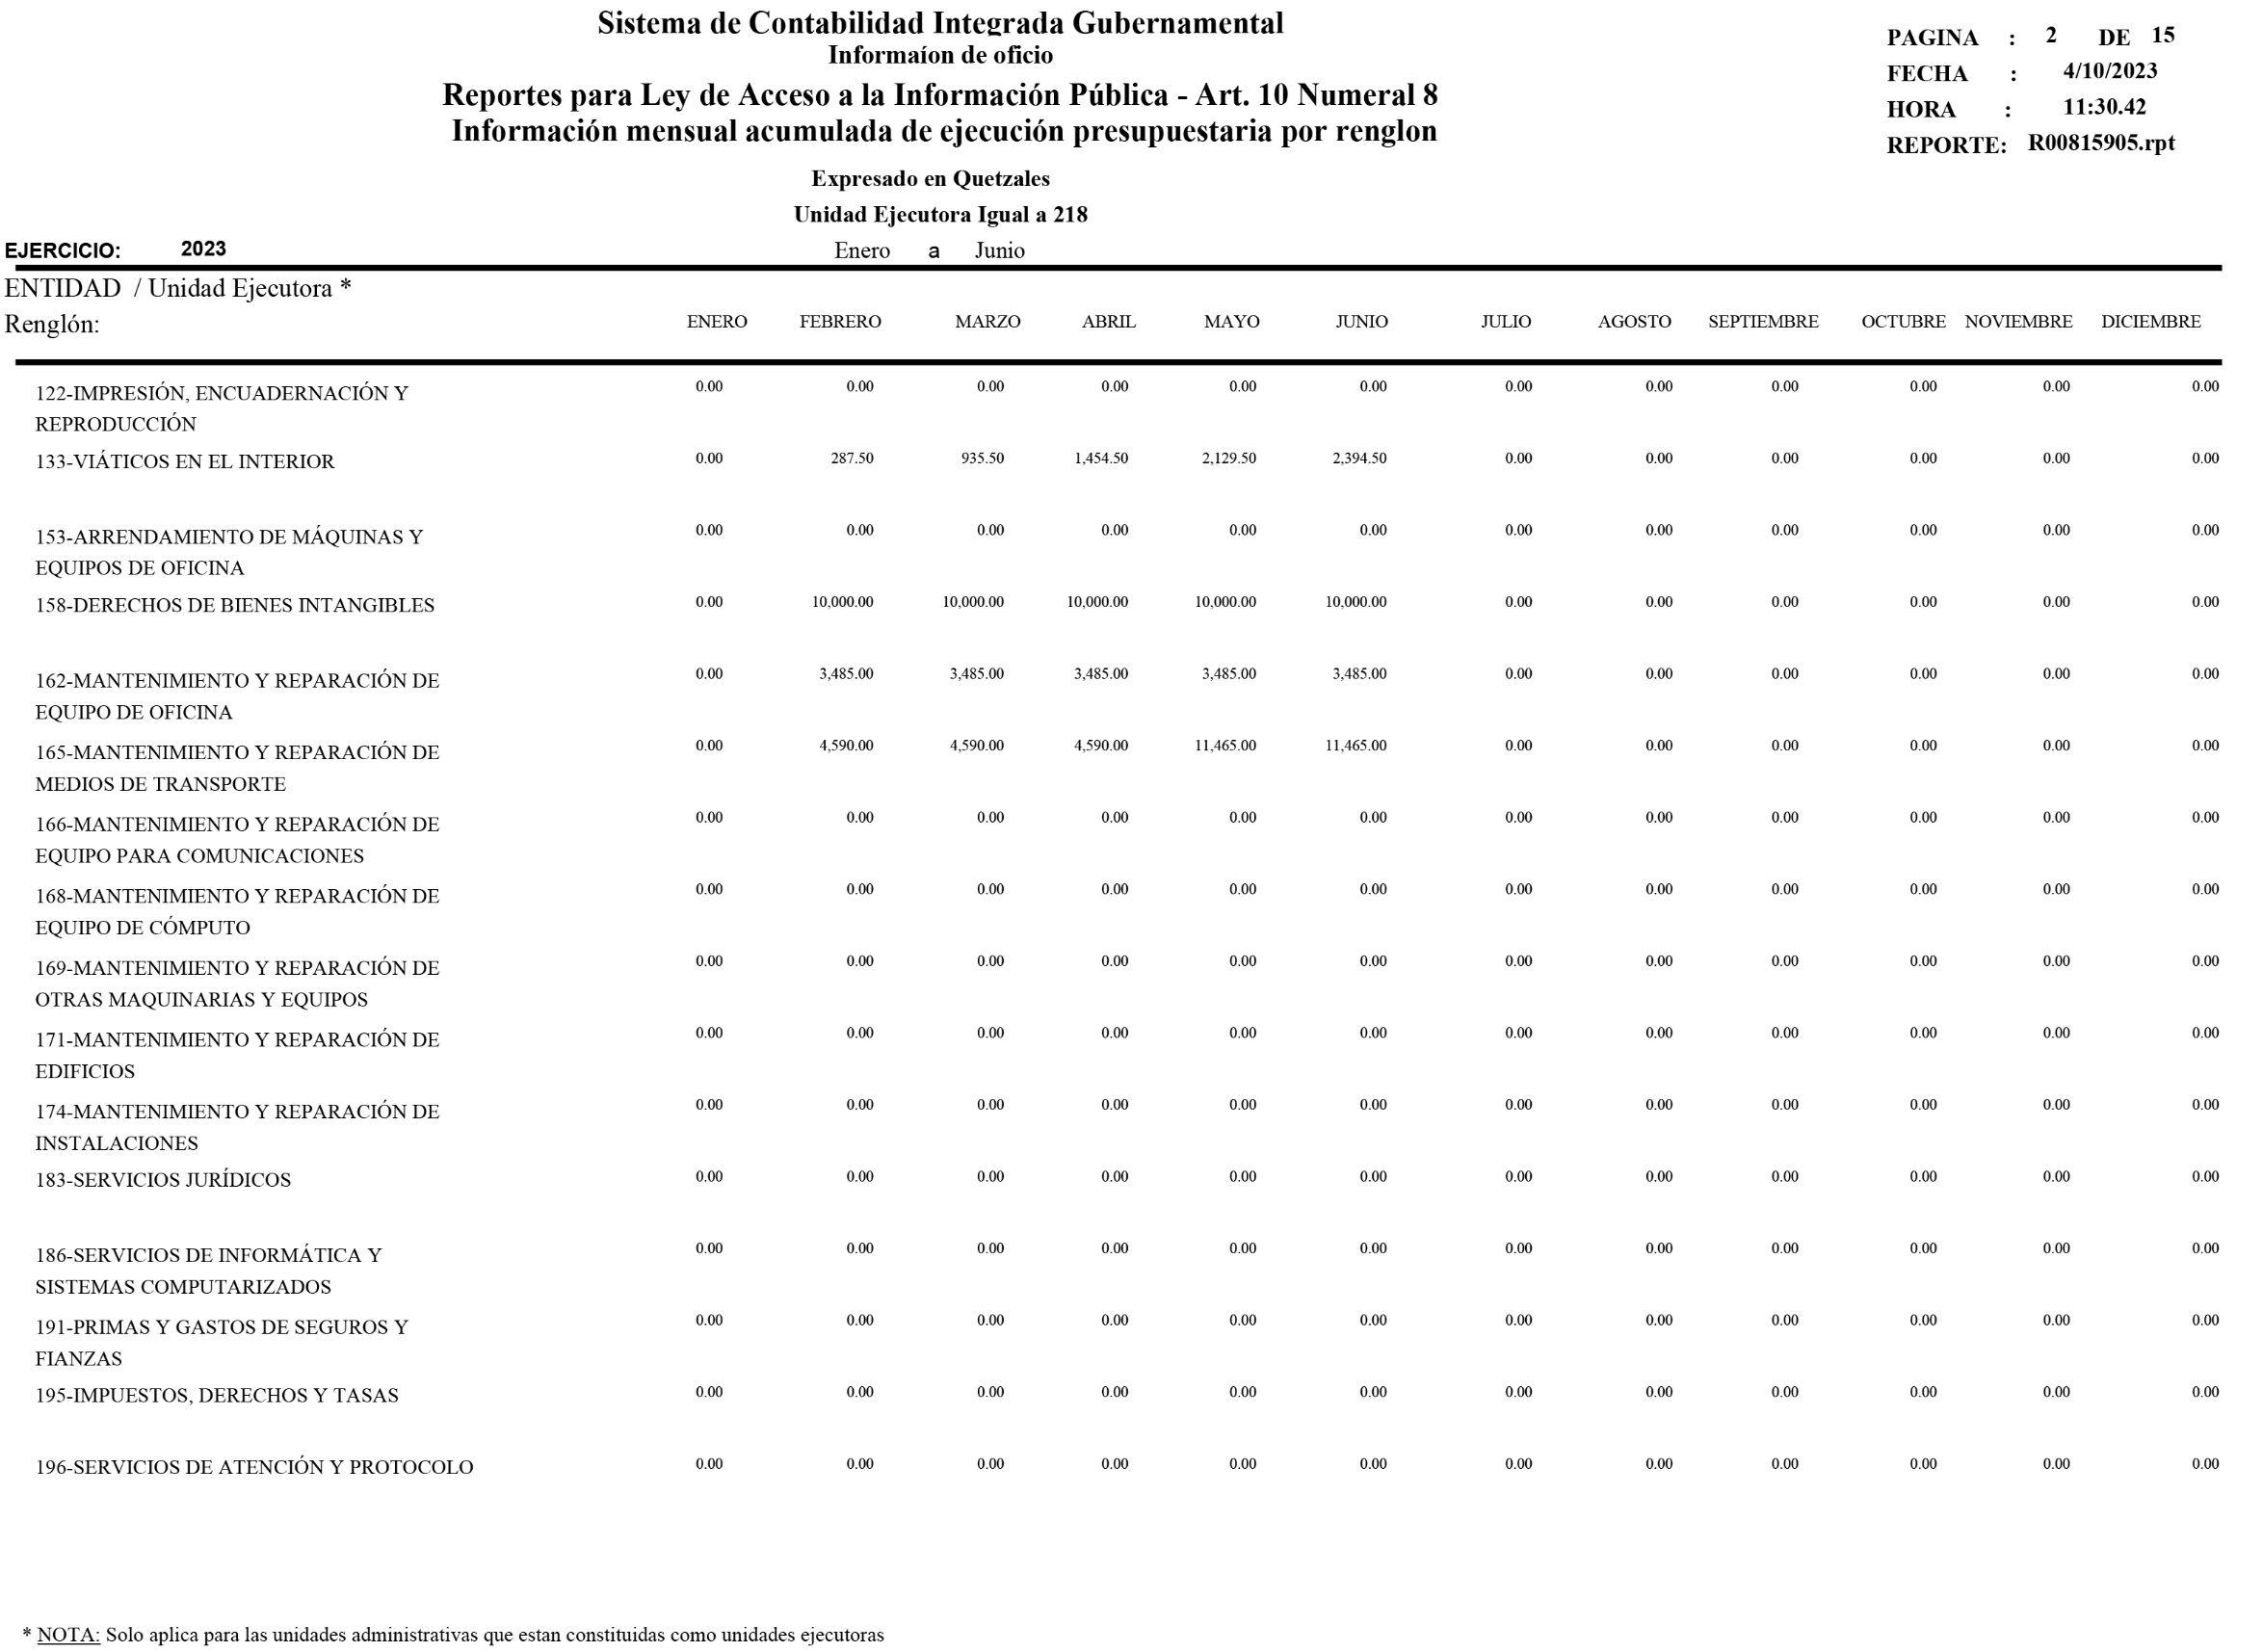 Sistema de Contabilidad Integrada Gubernamental
Informaíon de oficio
Reportes para Ley de Acceso a la Información Pública - Art. 10 Numeral 8
Información mensual acumulada de ejecución presupuestaria por renglon
Expresado en Quetzales
Unidad Ejecutora Igual a 218
PAGINA : 2 DE 15
FECHA : 4/10/2023
HORA : 11:30.42
REPORTE: R00815905.rpt
EJERCICIO: 2023 Enero a Junio
ENTIDAD / Unidad Ejecutora *
Renglón: ENERO FEBRERO MARZO ABRIL MAYO JUNIO JULIO AGOSTO SEPTIEMBRE OCTUBRE NOVIEMBRE DICIEMBRE
122-IMPRESIÓN, ENCUADERNACIÓN Y 0.00 0.00 0.00 0.00 0.00 0.00 0.00 0.00 0.00 0.00 0.00 0.00
REPRODUCCIÓN
133-VIÁTICOS EN EL INTERIOR 0.00 287.50 935.50 1,454.50 2,129.50 2,394.50 0.00 0.00 0.00 0.00 0.00 0.00
153-ARRENDAMIENTO DE MÁQUINAS Y 0.00 0.00 0.00 0.00 0.00 0.00 0.00 0.00 0.00 0.00 0.00 0.00
EQUIPOS DE OFICINA
158-DERECHOS DE BIENES INTANGIBLES 0.00 10,000.00 10,000.00 10,000.00 10,000.00 10,000.00 0.00 0.00 0.00 0.00 0.00 0.00
162-MANTENIMIENTO Y REPARACIÓN DE 0.00 3,485.00 3,485.00 3,485.00 3,485.00 3,485.00 0.00 0.00 0.00 0.00 0.00 0.00
EQUIPO DE OFICINA
165-MANTENIMIENTO Y REPARACIÓN DE 0.00 4,590.00 4,590.00 4,590.00 11,465.00 11,465.00 0.00 0.00 0.00 0.00 0.00 0.00
MEDIOS DE TRANSPORTE
166-MANTENIMIENTO Y REPARACIÓN DE 0.00 0.00 0.00 0.00 0.00 0.00 0.00 0.00 0.00 0.00 0.00 0.00
EQUIPO PARA COMUNICACIONES
168-MANTENIMIENTO Y REPARACIÓN DE 0.00 0.00 0.00 0.00 0.00 0.00 0.00 0.00 0.00 0.00 0.00 0.00
EQUIPO DE CÓMPUTO
169-MANTENIMIENTO Y REPARACIÓN DE 0.00 0.00 0.00 0.00 0.00 0.00 0.00 0.00 0.00 0.00 0.00 0.00
OTRAS MAQUINARIAS Y EQUIPOS
171-MANTENIMIENTO Y REPARACIÓN DE 0.00 0.00 0.00 0.00 0.00 0.00 0.00 0.00 0.00 0.00 0.00 0.00
EDIFICIOS
174-MANTENIMIENTO Y REPARACIÓN DE 0.00 0.00 0.00 0.00 0.00 0.00 0.00 0.00 0.00 0.00 0.00 0.00
INSTALACIONES
183-SERVICIOS JURÍDICOS 0.00 0.00 0.00 0.00 0.00 0.00 0.00 0.00 0.00 0.00 0.00 0.00
186-SERVICIOS DE INFORMÁTICA Y 0.00 0.00 0.00 0.00 0.00 0.00 0.00 0.00 0.00 0.00 0.00 0.00
SISTEMAS COMPUTARIZADOS
191-PRIMAS Y GASTOS DE SEGUROS Y 0.00 0.00 0.00 0.00 0.00 0.00 0.00 0.00 0.00 0.00 0.00 0.00
FIANZAS
195-IMPUESTOS, DERECHOS Y TASAS 0.00 0.00 0.00 0.00 0.00 0.00 0.00 0.00 0.00 0.00 0.00 0.00
196-SERVICIOS DE ATENCIÓN Y PROTOCOLO 0.00 0.00 0.00 0.00 0.00 0.00 0.00 0.00 0.00 0.00 0.00 0.00
* NOTA: Solo aplica para las unidades administrativas que estan constituidas como unidades ejecutoras